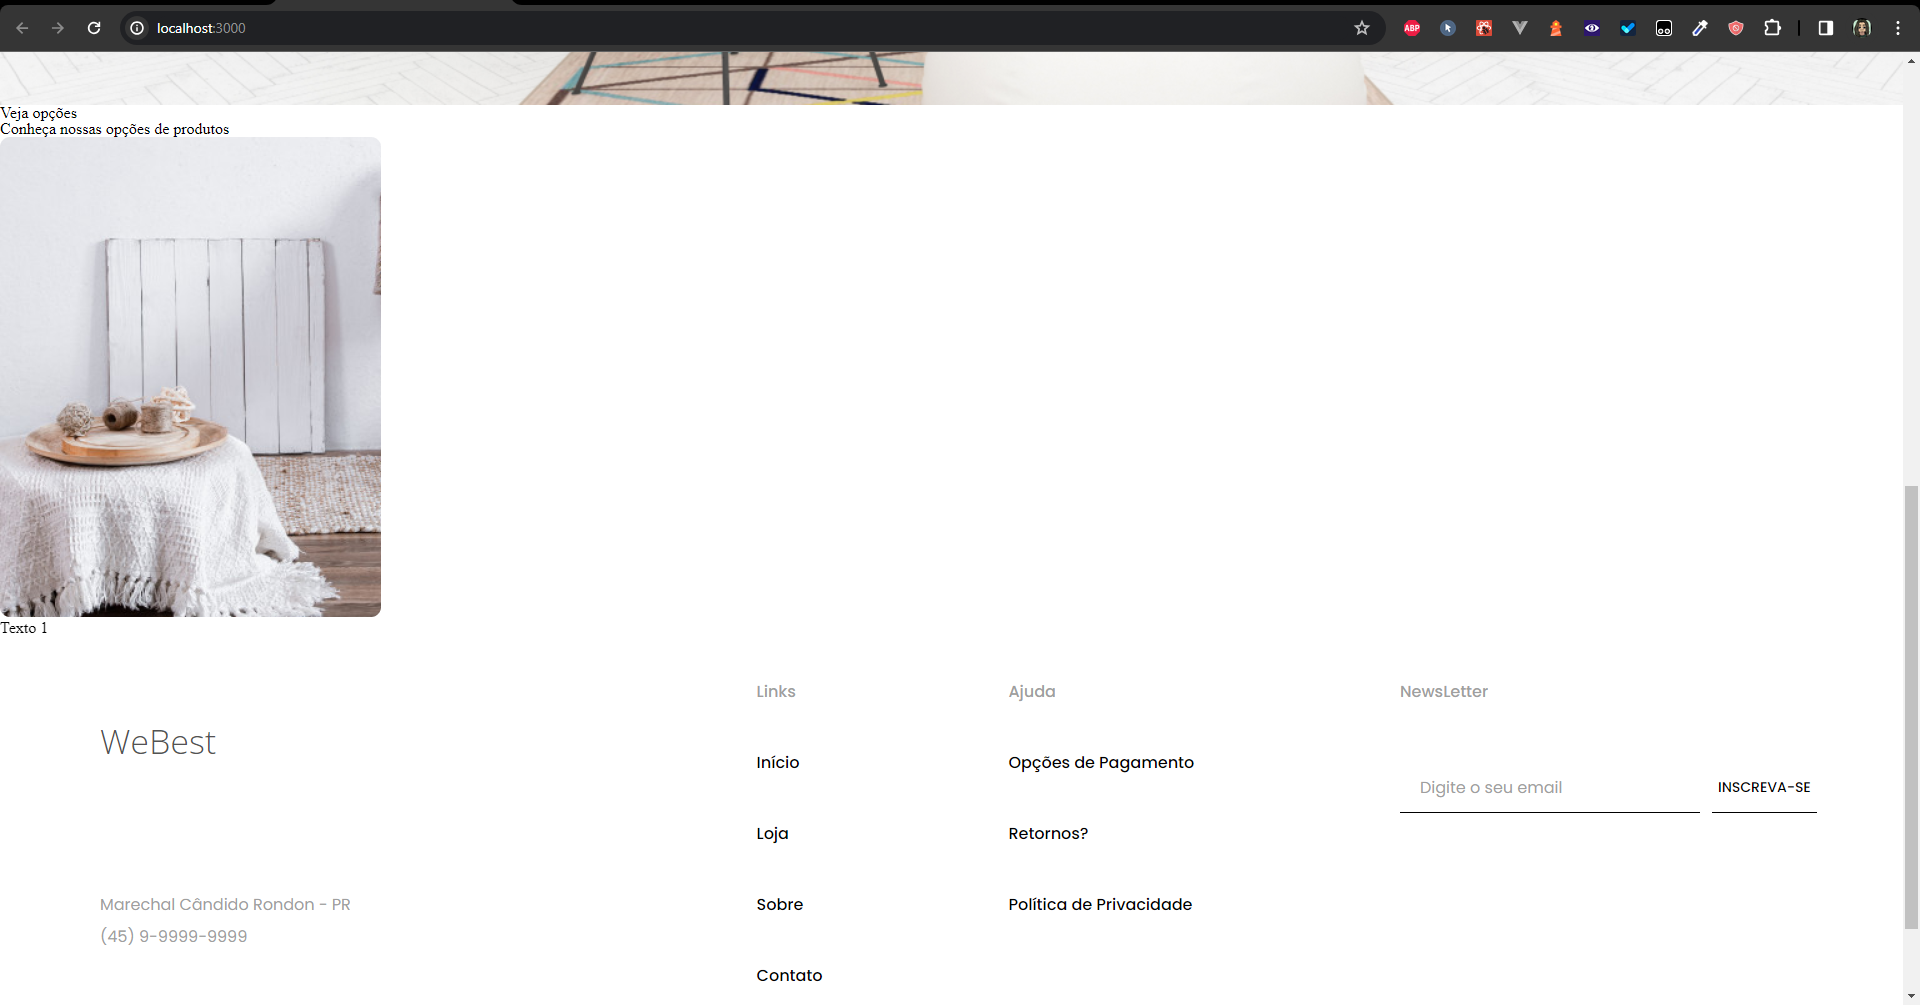 localhost:3000
ABP
Veja opções
Conheça nossas opções de produtos
Texto 1
WeBest
Marechal Cândido Rondon - PR
(45) 9-9999-9999
Links
Início
Loja
Sobre
Contato
Ajuda
Opções de Pagamento
Retornos?
Política de Privacidade
NewsLetter
Digite o seu email
INSCREVA-SE